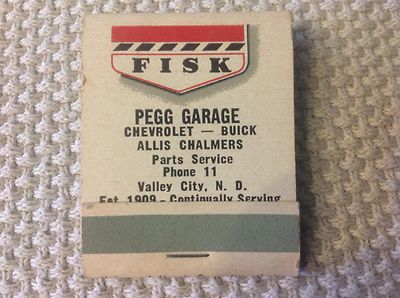 FISK
PEGG GARAGE
CHEVROLET — BUICK
ALLIS CHALMERS
Parts Service
Phone 11
Valley City, N. D.
Est. 1909 - Continually Serving